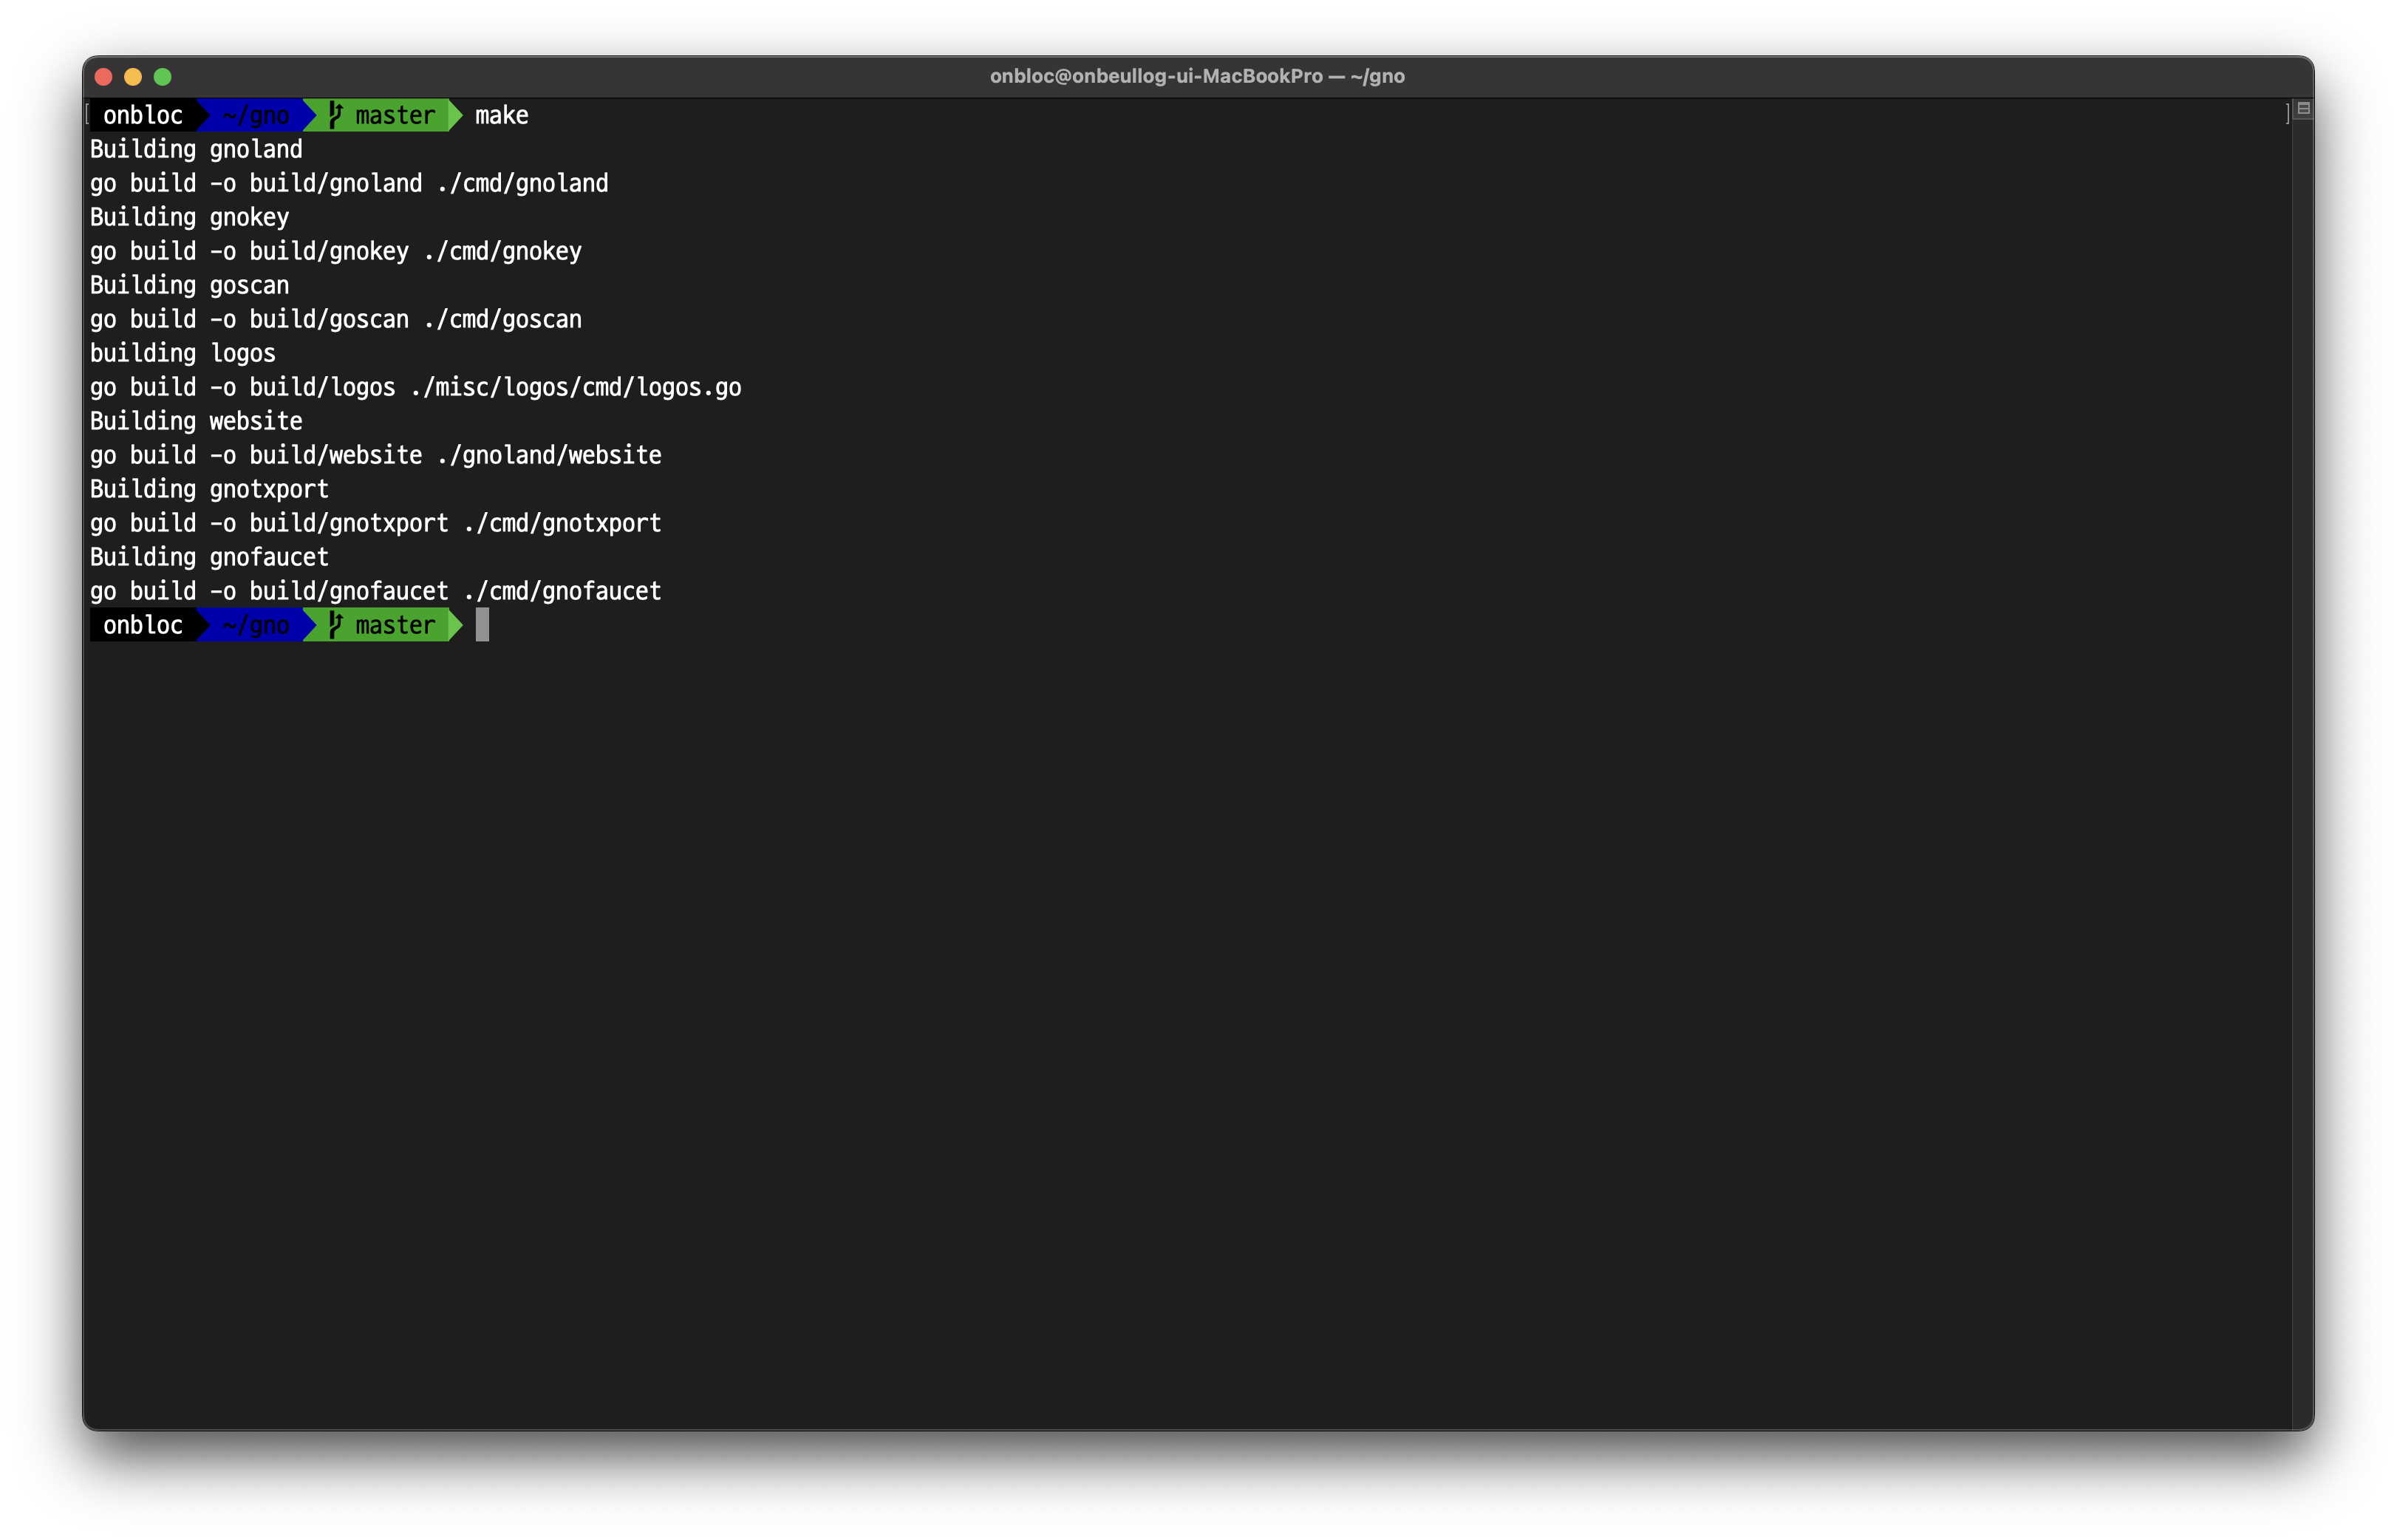 onbloc@onbeullog-ui-MacBookPro — ~/gno
[ onbloc ~/gno master make ]
Building gnoland
go build -o build/gnoland ./cmd/gnoland
Building gnokey
go build -o build/gnokey ./cmd/gnokey
Building goscan
go build -o build/goscan ./cmd/goscan
building logos
go build -o build/logos ./misc/logos/cmd/logos.go
Building website
go build -o build/website ./gnoland/website
Building gnotxport
go build -o build/gnotxport ./cmd/gnotxport
Building gnofaucet
go build -o build/gnofaucet ./cmd/gnofaucet
onbloc ~/gno master